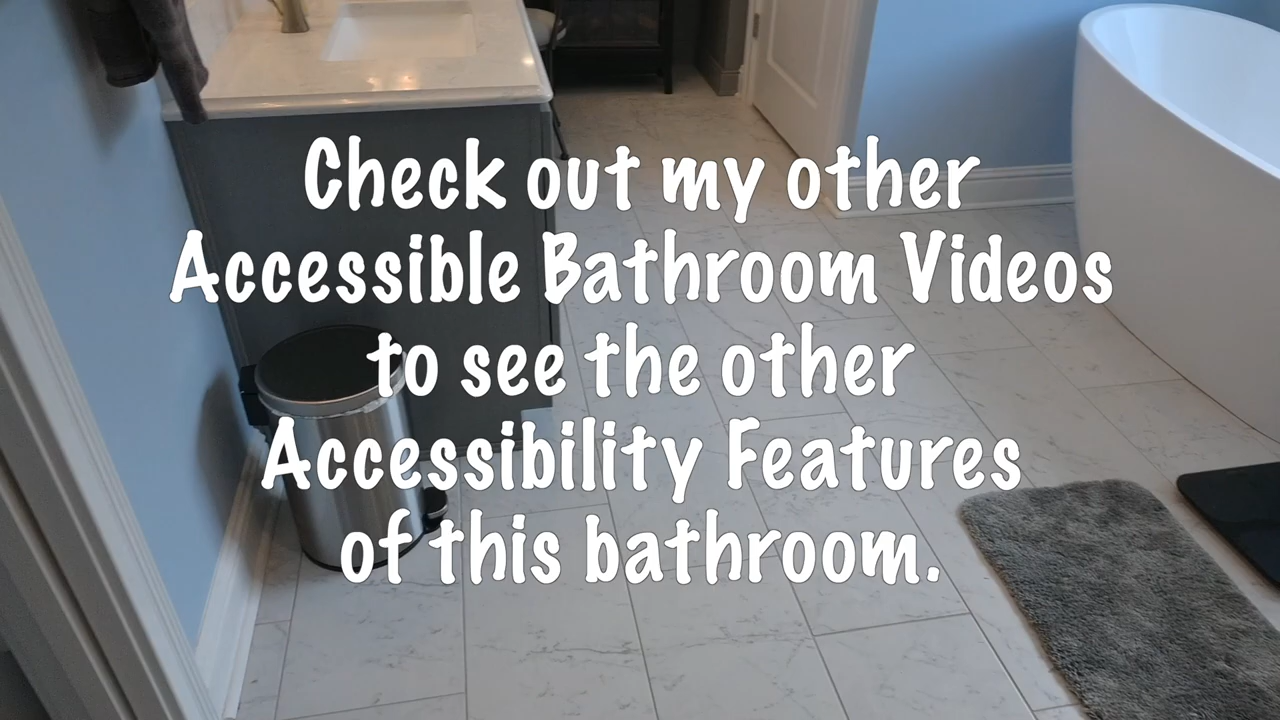 Check out my other
Accessible Bathroom Videos
to see the other
Accessibility Features
of this bathroom.